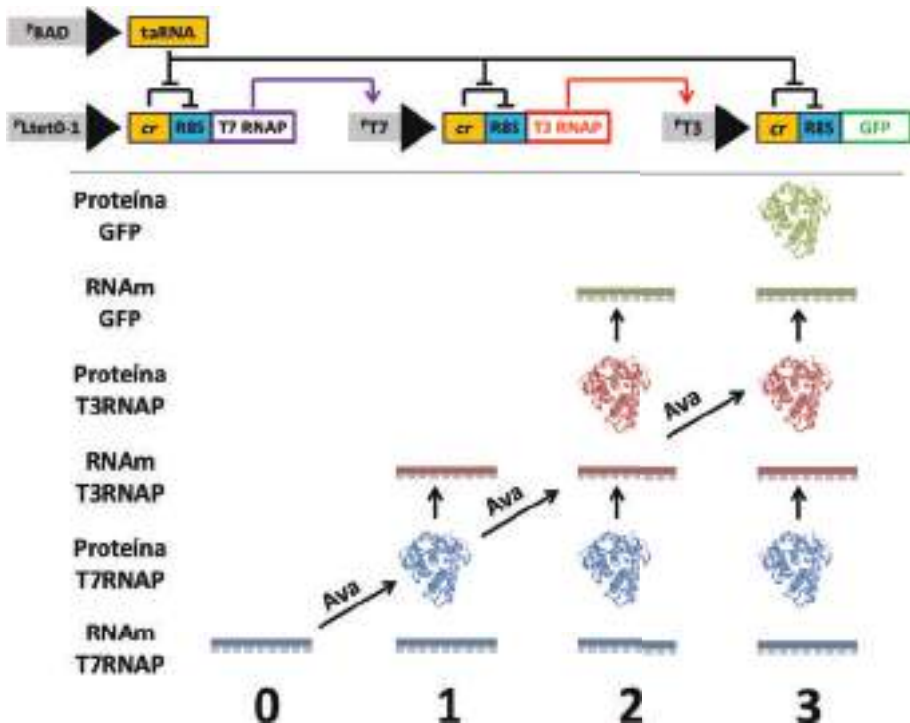 PBAD taRNA
PLtetO-1 cr RBS T7 RNAP PT7 cr RBS T3 RNAP PT3 cr RBS GFP
Proteína
GFP
RNAm
GFP
Proteína
T3RNAP
Ava
RNAm
T3RNAP
Ava
Proteína
T7RNAP
Ava
RNAm
T7RNAP
0 1 2 3